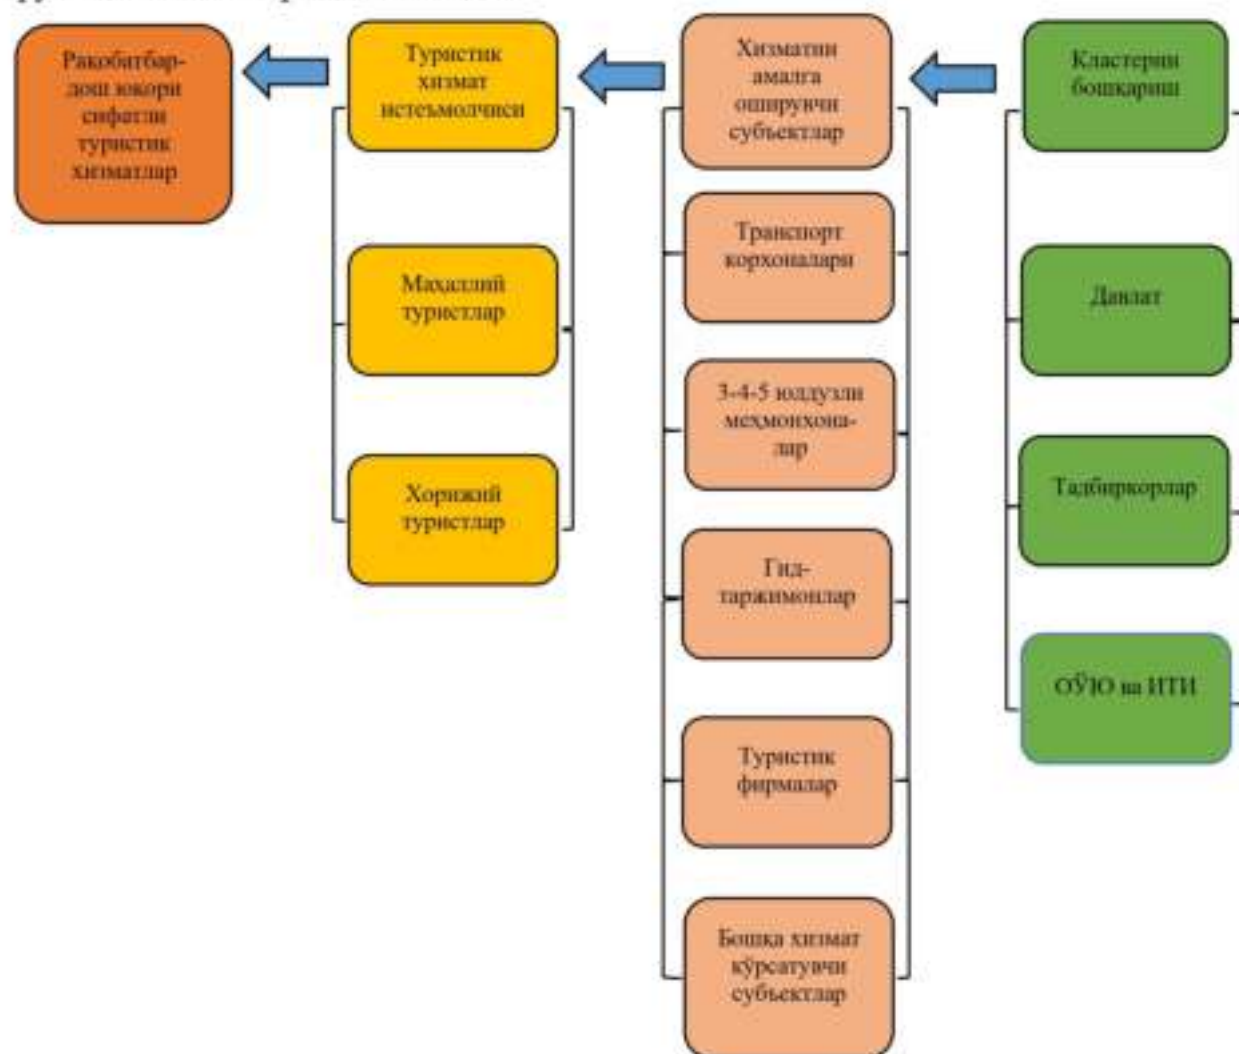 Рақобатбар-
дош юқори
сифатли
туристик
хизматлар
Туристик
хизмат
истеъмолчиси
Маҳаллий
туристлар
Хорижий
туристлар
Хизматни
амалга
оширувчи
субъектлар
Транспорт
корхоналари
3-4-5 юлдузли
меҳмонхона-
лар
Гид-
таржимонлар
Туристик
фирмалар
Бошқа хизмат
кўрсатувчи
субъектлар
Кластерни
бошқариш
Давлат
Тадбиркорлар
ОЎЮ ва ИТИ